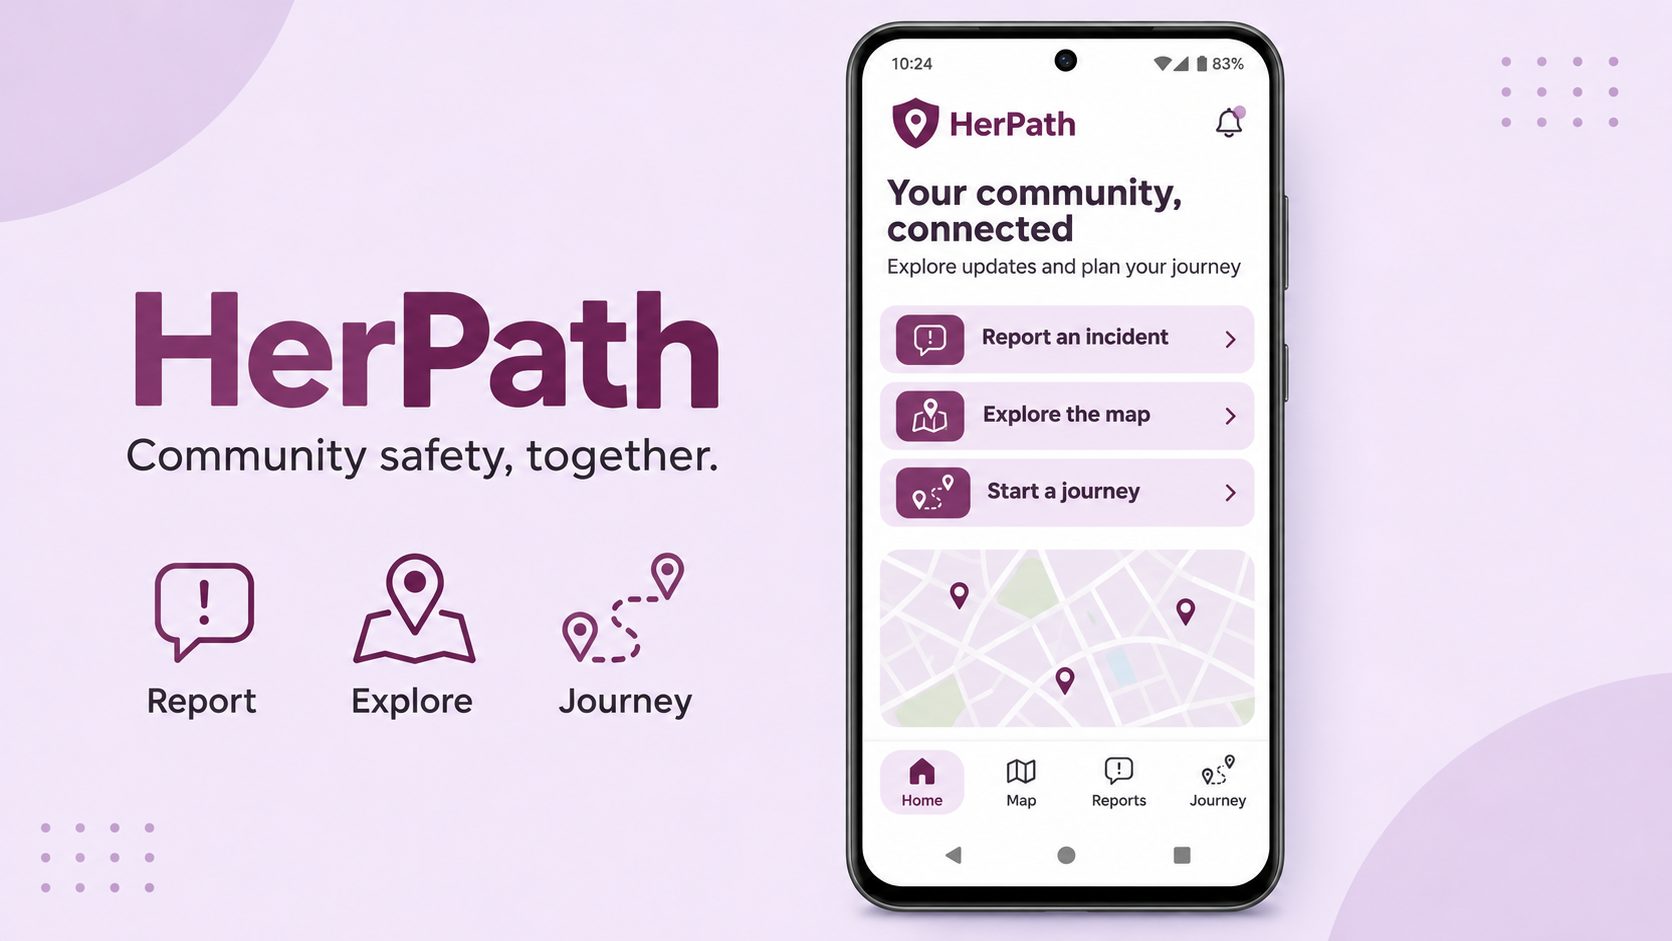 HerPath
Community safety, together.
Report
Explore
Journey
10:24
83%
HerPath
Your community,
connected
Explore updates and plan your journey
Report an incident
Explore the map
Start a journey
Home
Map
Reports
Journey